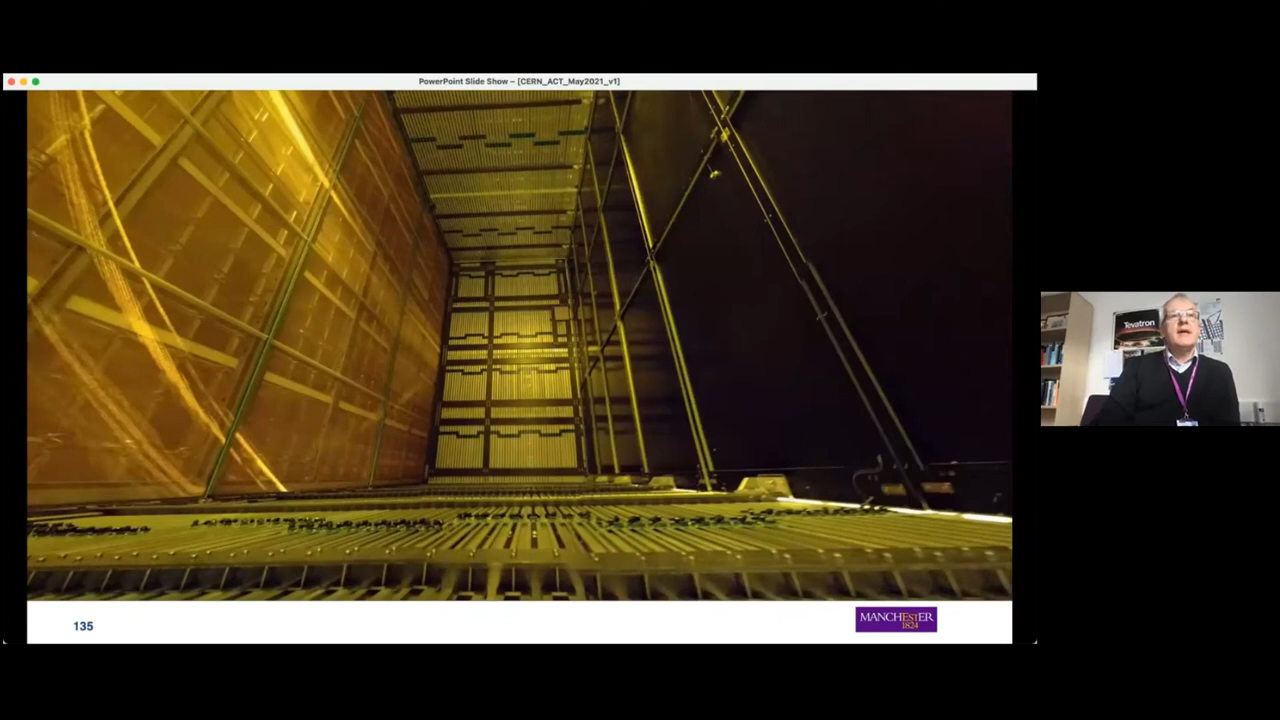 PowerPoint Slide Show – [CERN_ACT_May2021_v1]
Tevatron
135
MANCHESTER
1824